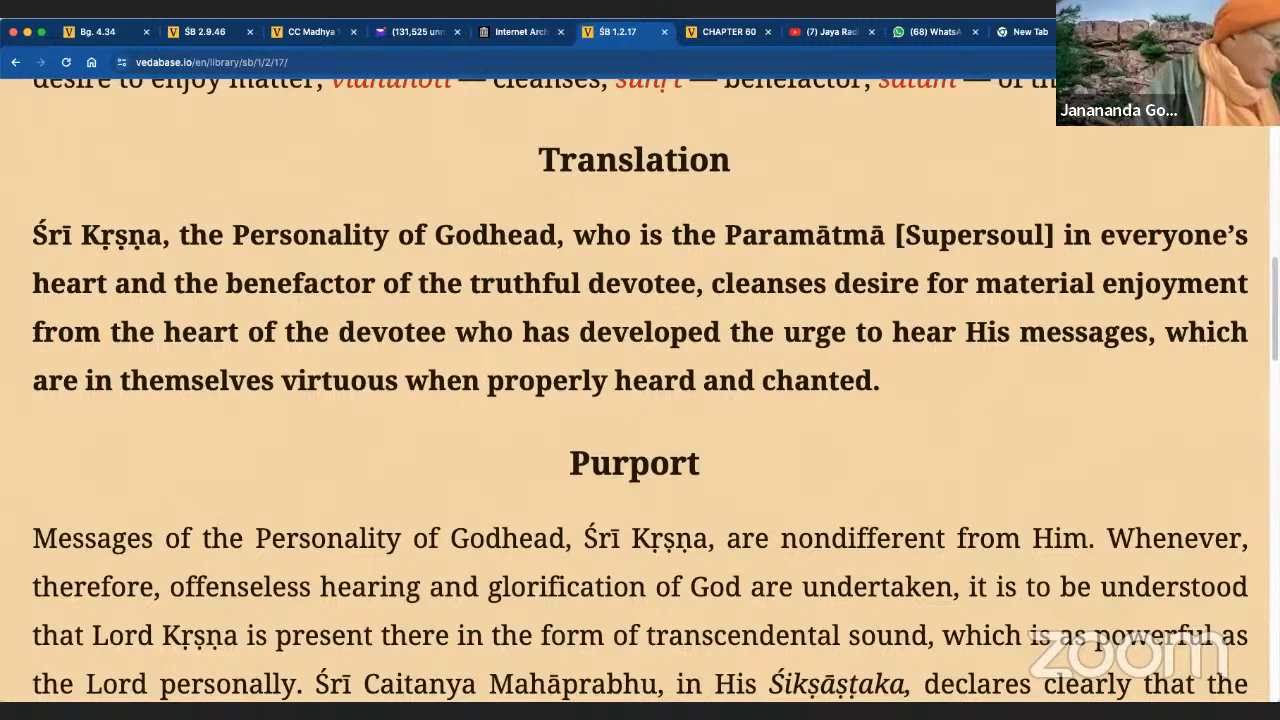 Bg. 4.34 ŚB 2.9.46 CC Madhya (131,525 unr Internet Arch ŚB 1.2.17 CHAPTER 60 (7) Jaya Rad (68) Whats New Tab
vedabase.io/en/library/sb/1/2/17/
desire to enjoy matter; vidhunoti — cleanses; suhṛt — benefactor; satām — of th
Janananda Go...
Translation
Śrī Kṛṣṇa, the Personality of Godhead, who is the Paramātmā [Supersoul] in everyone’s
heart and the benefactor of the truthful devotee, cleanses desire for material enjoyment
from the heart of the devotee who has developed the urge to hear His messages, which
are in themselves virtuous when properly heard and chanted.
Purport
Messages of the Personality of Godhead, Śrī Kṛṣṇa, are nondifferent from Him. Whenever,
therefore, offenseless hearing and glorification of God are undertaken, it is to be understood
that Lord Kṛṣṇa is present there in the form of transcendental sound, which is as powerful as
the Lord personally. Śrī Caitanya Mahāprabhu, in His Śikṣāṣṭaka, declares clearly that the
zoom